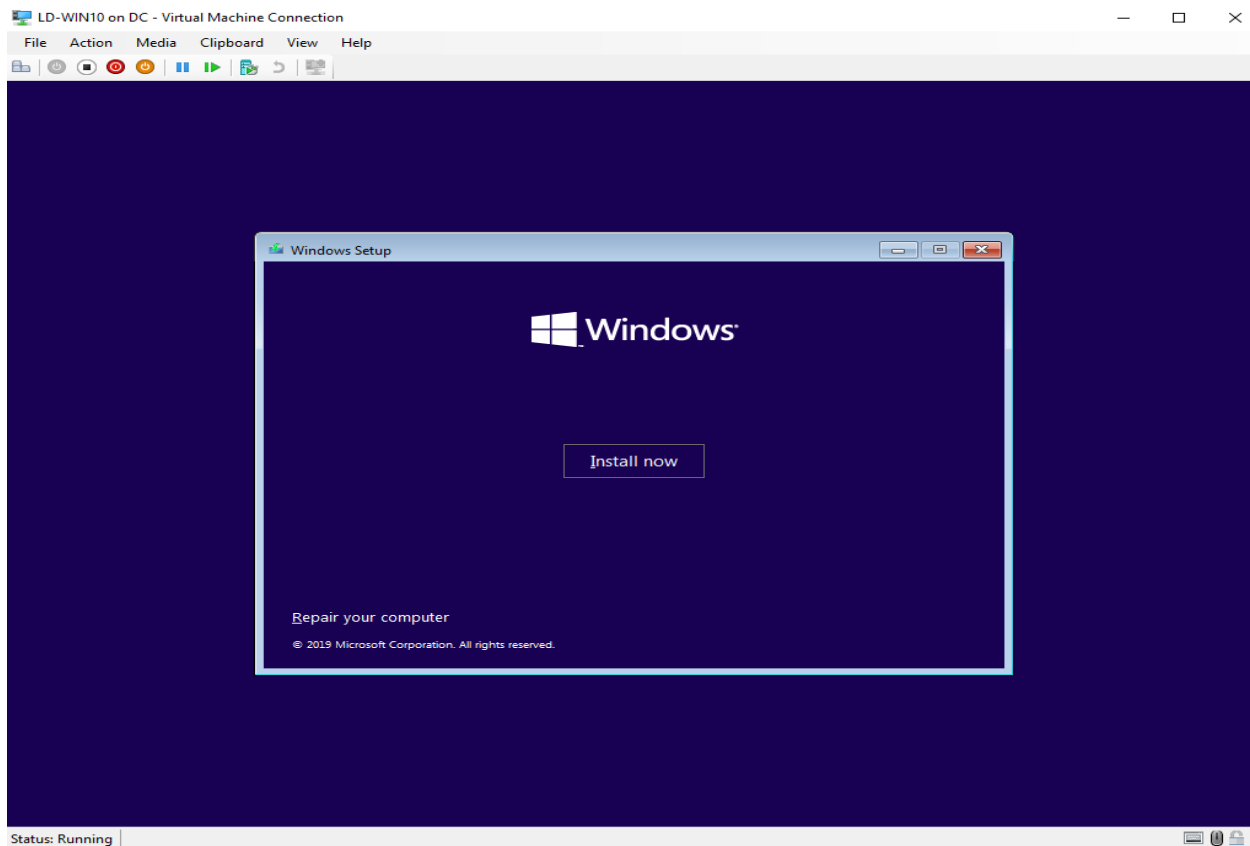 LD-WIN10 on DC - Virtual Machine Connection
File Action Media Clipboard View Help
Windows Setup
Windows
Install now
Repair your computer
© 2019 Microsoft Corporation. All rights reserved.
Status: Running